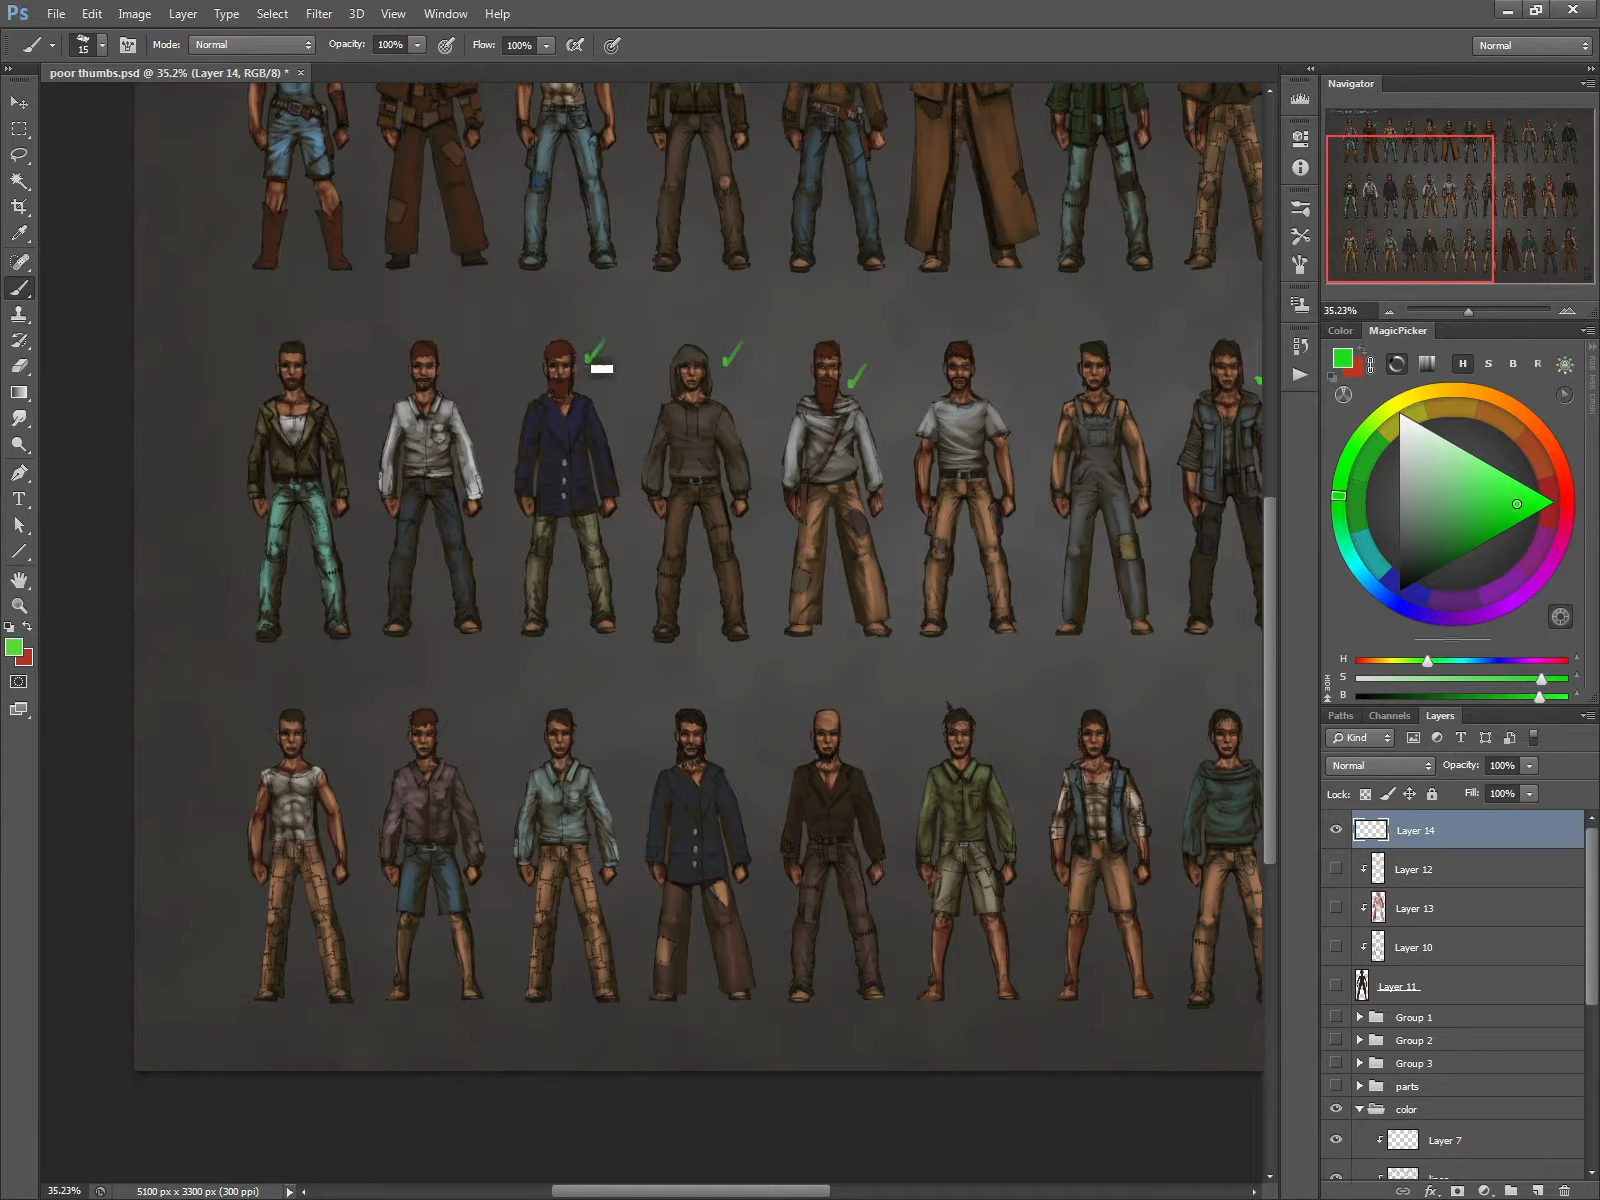 Ps File Edit Image Layer Type Select Filter 3D View Window Help
15 Mode: Normal Opacity: 100% Flow: 100% Normal
poor thumbs.psd @ 35.2% (Layer 14, RGB/8) * ×
Navigator
35.23%
Color MagicPicker
H S B R
H
S
B
HIDE
Paths Channels Layers
Kind
Normal Opacity: 100%
Lock: Fill: 100%
Layer 14
Layer 12
Layer 13
Layer 10
Layer 11
Group 1
Group 2
Group 3
parts
color
Layer 7
35.23% 5100 px x 3300 px (300 ppi)
fx